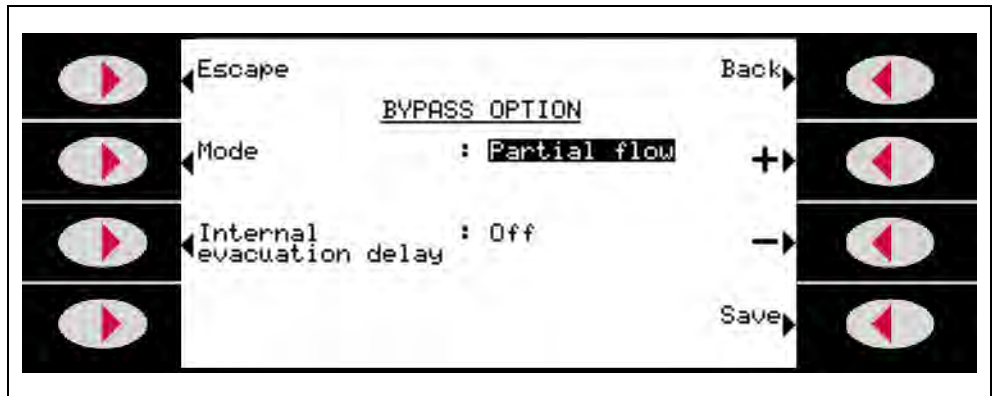 Escape Back
BYPASS OPTION
Mode : Partial flow +
Internal : Off −
evacuation delay
Save